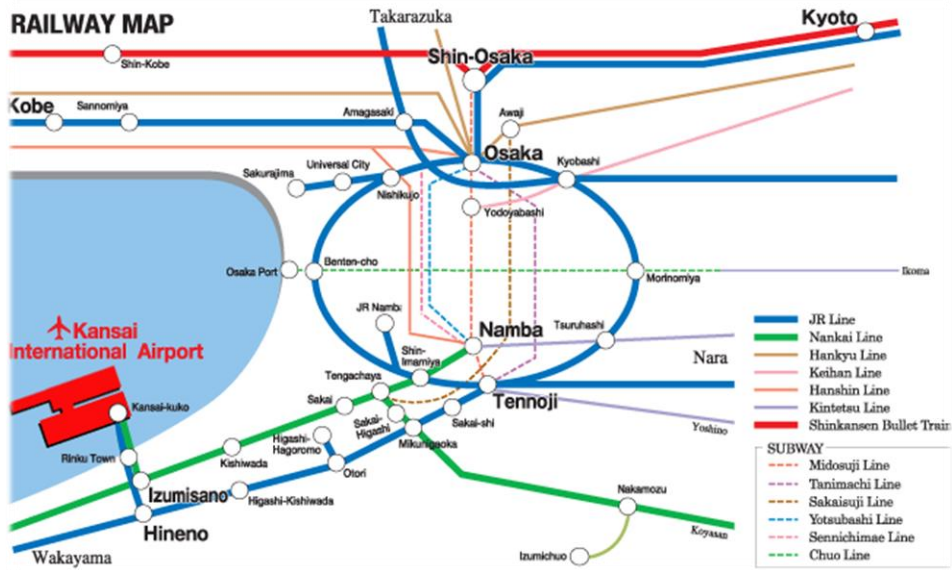 RAILWAY MAP
Takarazuka
Kyoto
Shin-Kobe
Shin-Osaka
Kobe
Sannomiya
Amagasaki
Awaji
Osaka
Sakurajima
Universal City
Nishikujo
Kyobashi
Yodoyabashi
Osaka Port
Benten-cho
Morinomiya
Ikoma
JR Namba
Namba
Tsuruhashi
Nara
Kansai
International Airport
Shin-
Imamiya
Tengachaya
Tennoji
Kansai-kuko
Sakai
Sakai-
Higashi
Sakai-shi
Yoshino
Mikunigaoka
Higashi-
Hagoromo
Kishiwada
Rinku Town
Otori
Izumisano
Higashi-Kishiwada
Hineno
Nakamozu
Koyasan
Wakayama
Izumichuo
JR Line
Nankai Line
Hankyu Line
Keihan Line
Hanshin Line
Kintetsu Line
Shinkansen Bullet Train
SUBWAY
Midosuji Line
Tanimachi Line
Sakaisuji Line
Yotsubashi Line
Sennichimae Line
Chuo Line